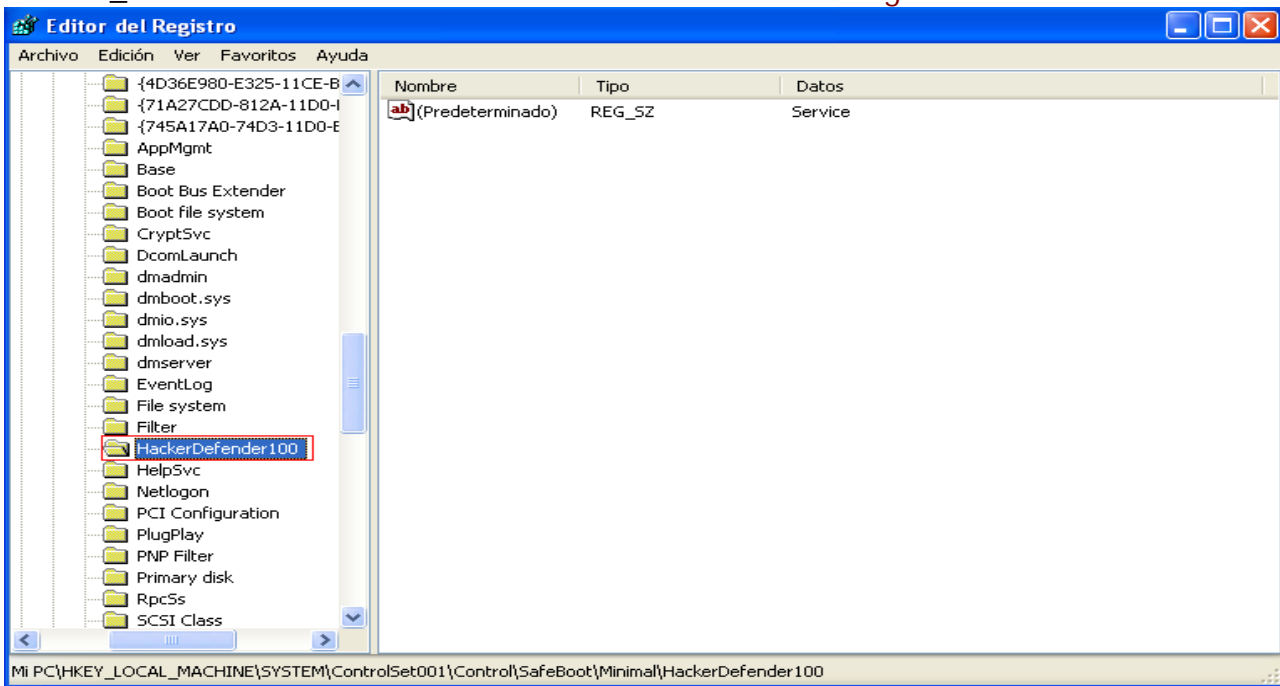 Editor del Registro
Archivo Edición Ver Favoritos Ayuda
{4D36E980-E325-11CE-B
{71A27CDD-812A-11D0-
{745A17A0-74D3-11D0-
AppMgmt
Base
Boot Bus Extender
Boot file system
CryptSvc
DcomLaunch
dmadmin
dmboot.sys
dmio.sys
dmload.sys
dmserver
EventLog
File system
Filter
HackerDefender100
HelpSvc
Netlogon
PCI Configuration
PlugPlay
PNP Filter
Primary disk
RpcSs
SCSI Class
Nombre Tipo Datos
(Predeterminado) REG_SZ Service
Mi PC\HKEY_LOCAL_MACHINE\SYSTEM\ControlSet001\Control\SafeBoot\Minimal\HackerDefender100